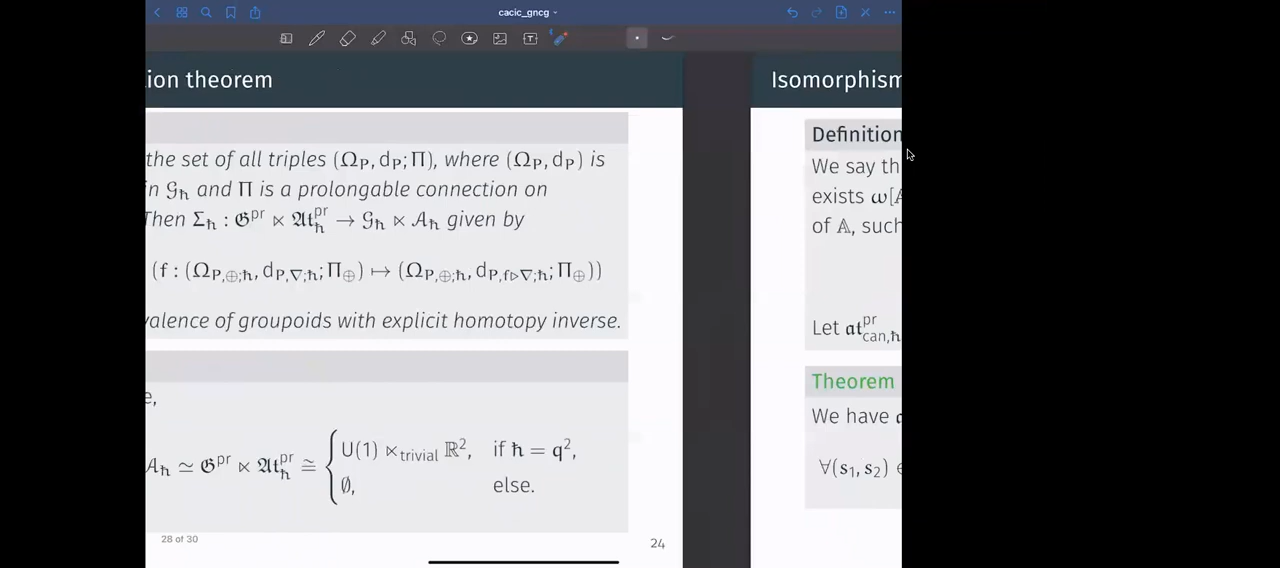 cacic_gncg
ion theorem
the set of all triples (Ω_P, d_P; Π), where (Ω_P, d_P) is
in 𝒢_ħ and Π is a prolongable connection on
Then Σ_ħ : 𝔊^pr ⋉ 𝔄𝔱_ħ^pr → 𝒢_ħ ⋉ 𝒜_ħ given by
(f : (Ω_{P,⊕;ħ}, d_{P,∇;ħ}; Π_⊕) ↦ (Ω_{P,⊕;ħ}, d_{P,f▷∇;ħ}; Π_⊕))
valence of groupoids with explicit homotopy inverse.
e,
𝒜_ħ ≃ 𝔊^pr ⋉ 𝔄𝔱_ħ^pr ≅ { U(1) ⋉_trivial ℝ², if ħ = q²,
∅, else.
28 of 30
24
Isomorphism
Definition
We say th
exists ω[A
of 𝔸, such
Let 𝔞𝔱^pr_can,ħ
Theorem
We have
∀(s₁, s₂) ∈